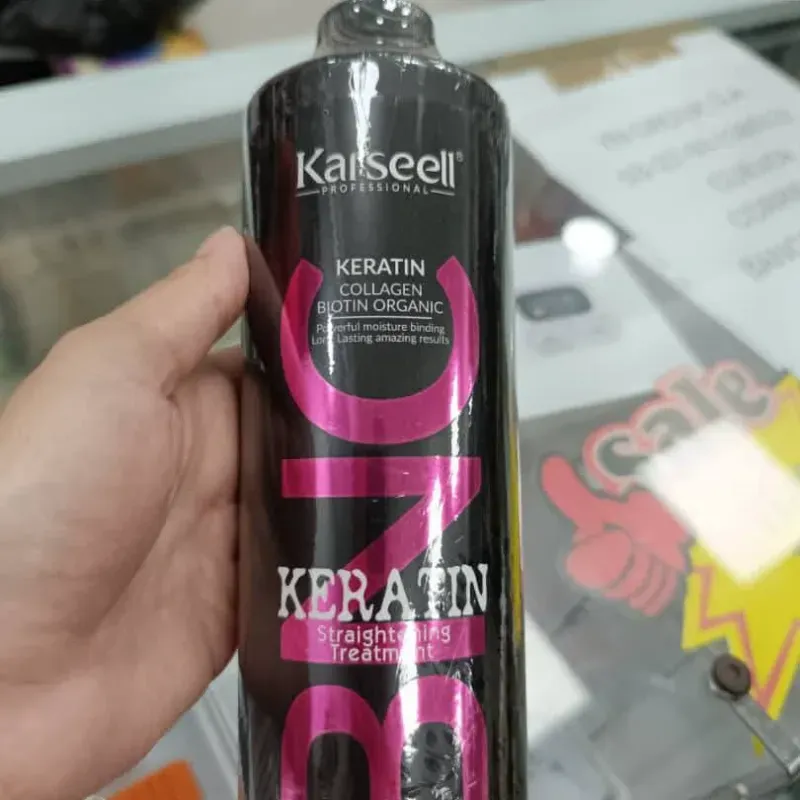 Karseell®
PROFESSIONAL
KERATIN
COLLAGEN
BIOTIN ORGANIC
Powerful moisture binding
Long Lasting amazing results
BNC
KERATIN
Straightening
Treatment
sale